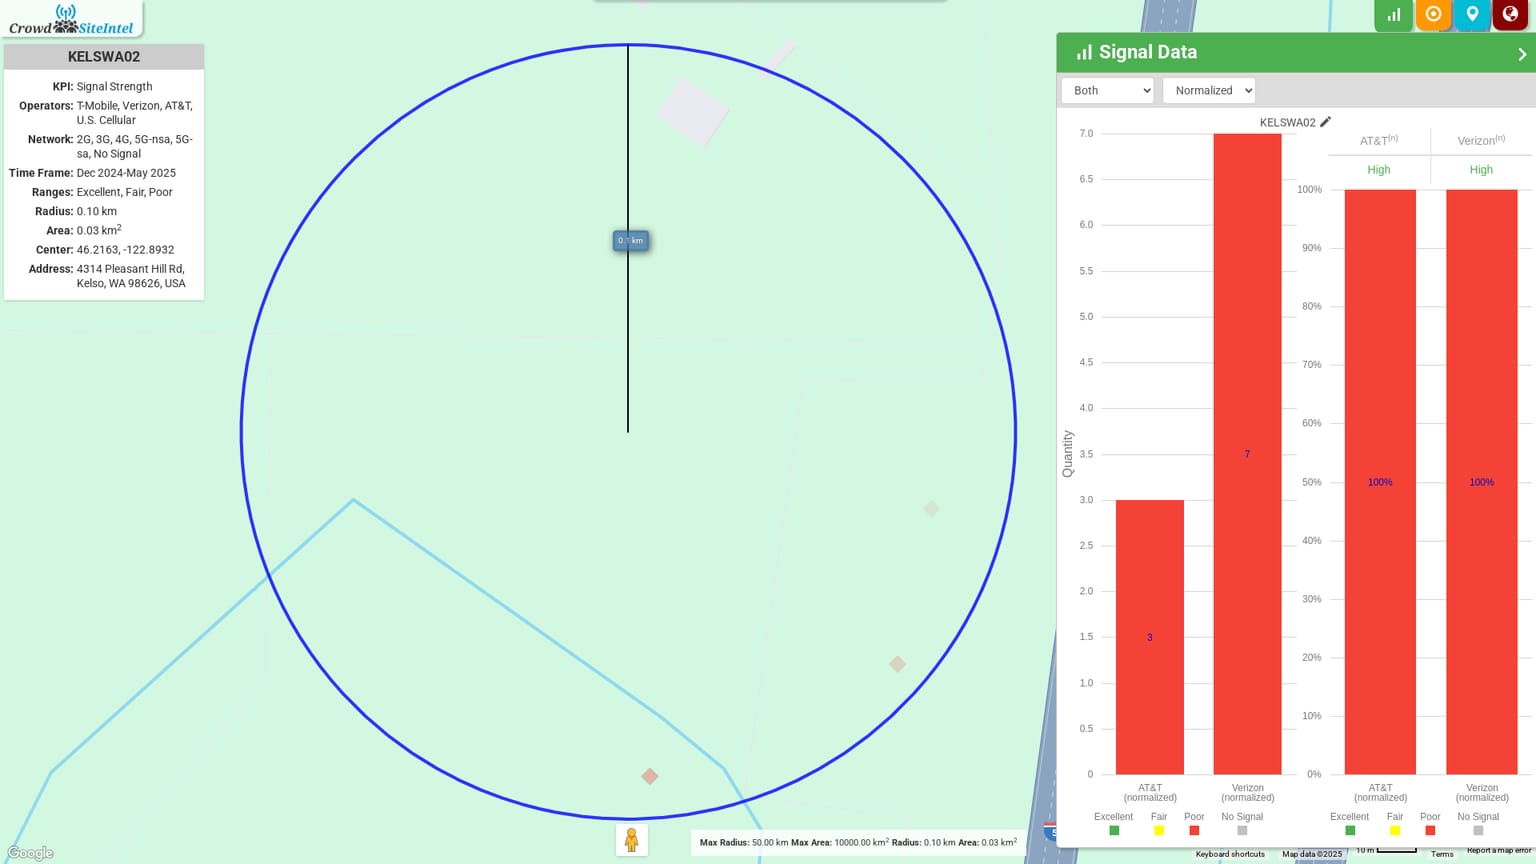 CrowdSiteIntel
KELSWA02
KPI: Signal Strength
Operators: T-Mobile, Verizon, AT&T,
U.S. Cellular
Network: 2G, 3G, 4G, 5G-nsa, 5G-
sa, No Signal
Time Frame: Dec 2024-May 2025
Ranges: Excellent, Fair, Poor
Radius: 0.10 km
Area: 0.03 km²
Center: 46.2163, -122.8932
Address: 4314 Pleasant Hill Rd,
Kelso, WA 98626, USA
0.1 km
Signal Data
Both Normalized
KELSWA02
AT&T(n) Verizon(n)
High High
Quantity
7.0
6.5
6.0
5.5
5.0
4.5
4.0
3.5
3.0
2.5
2.0
1.5
1.0
0.5
0
3
7
AT&T
(normalized)
Verizon
(normalized)
Excellent Fair Poor No Signal
100%
90%
80%
70%
60%
50%
40%
30%
20%
10%
0%
100% 100%
AT&T
(normalized)
Verizon
(normalized)
Excellent Fair Poor No Signal
5
Max Radius: 50.00 km Max Area: 10000.00 km² Radius: 0.10 km Area: 0.03 km²
Google
Keyboard shortcuts Map data ©2025 10 m Terms Report a map error